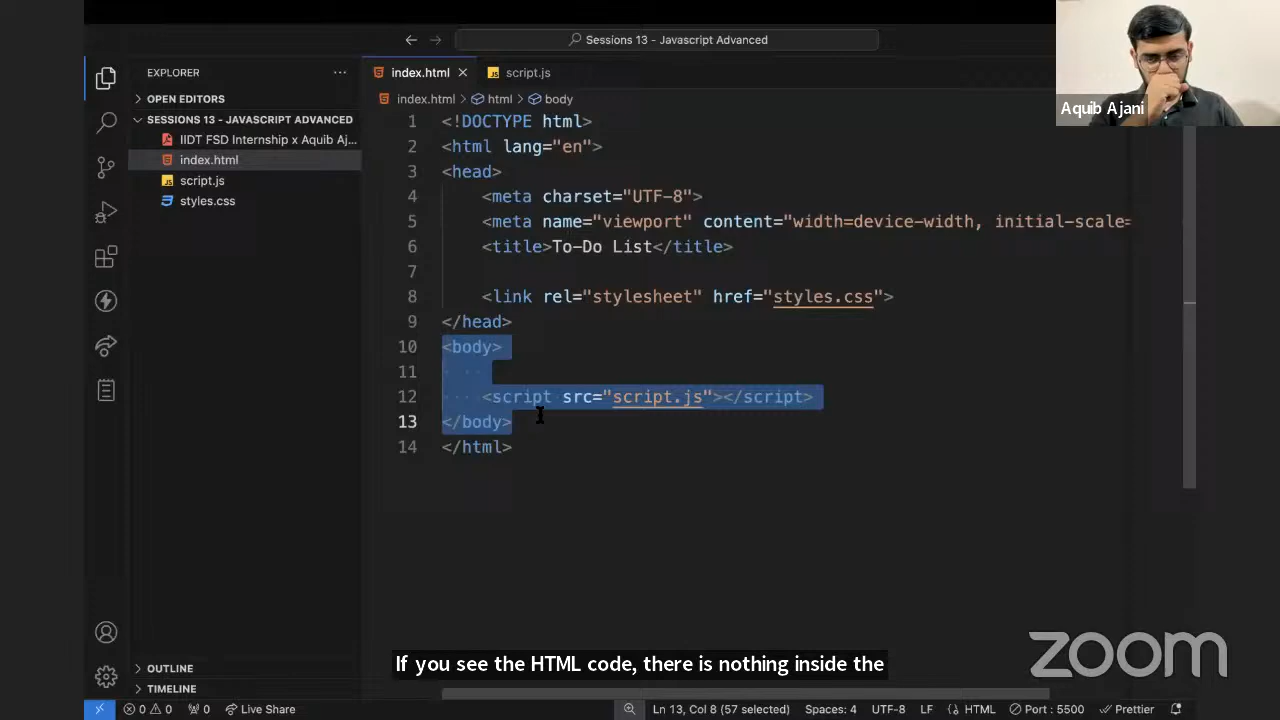 Sessions 13 - Javascript Advanced
Aquib Ajani
EXPLORER
OPEN EDITORS
SESSIONS 13 - JAVASCRIPT ADVANCED
IIDT FSD Internship x Aquib Aj...
index.html
script.js
styles.css
OUTLINE
TIMELINE
index.html
script.js
index.html > html > body
1 <!DOCTYPE html>
2 <html lang="en">
3 <head>
4 <meta charset="UTF-8">
5 <meta name="viewport" content="width=device-width, initial-scale=
6 <title>To-Do List</title>
7
8 <link rel="stylesheet" href="styles.css">
9 </head>
10 <body>
11
12 <script src="script.js"></script>
13 </body>
14 </html>
If you see the HTML code, there is nothing inside the
zoom
0 0 0 Live Share Ln 13, Col 8 (57 selected) Spaces: 4 UTF-8 LF HTML Port : 5500 Prettier